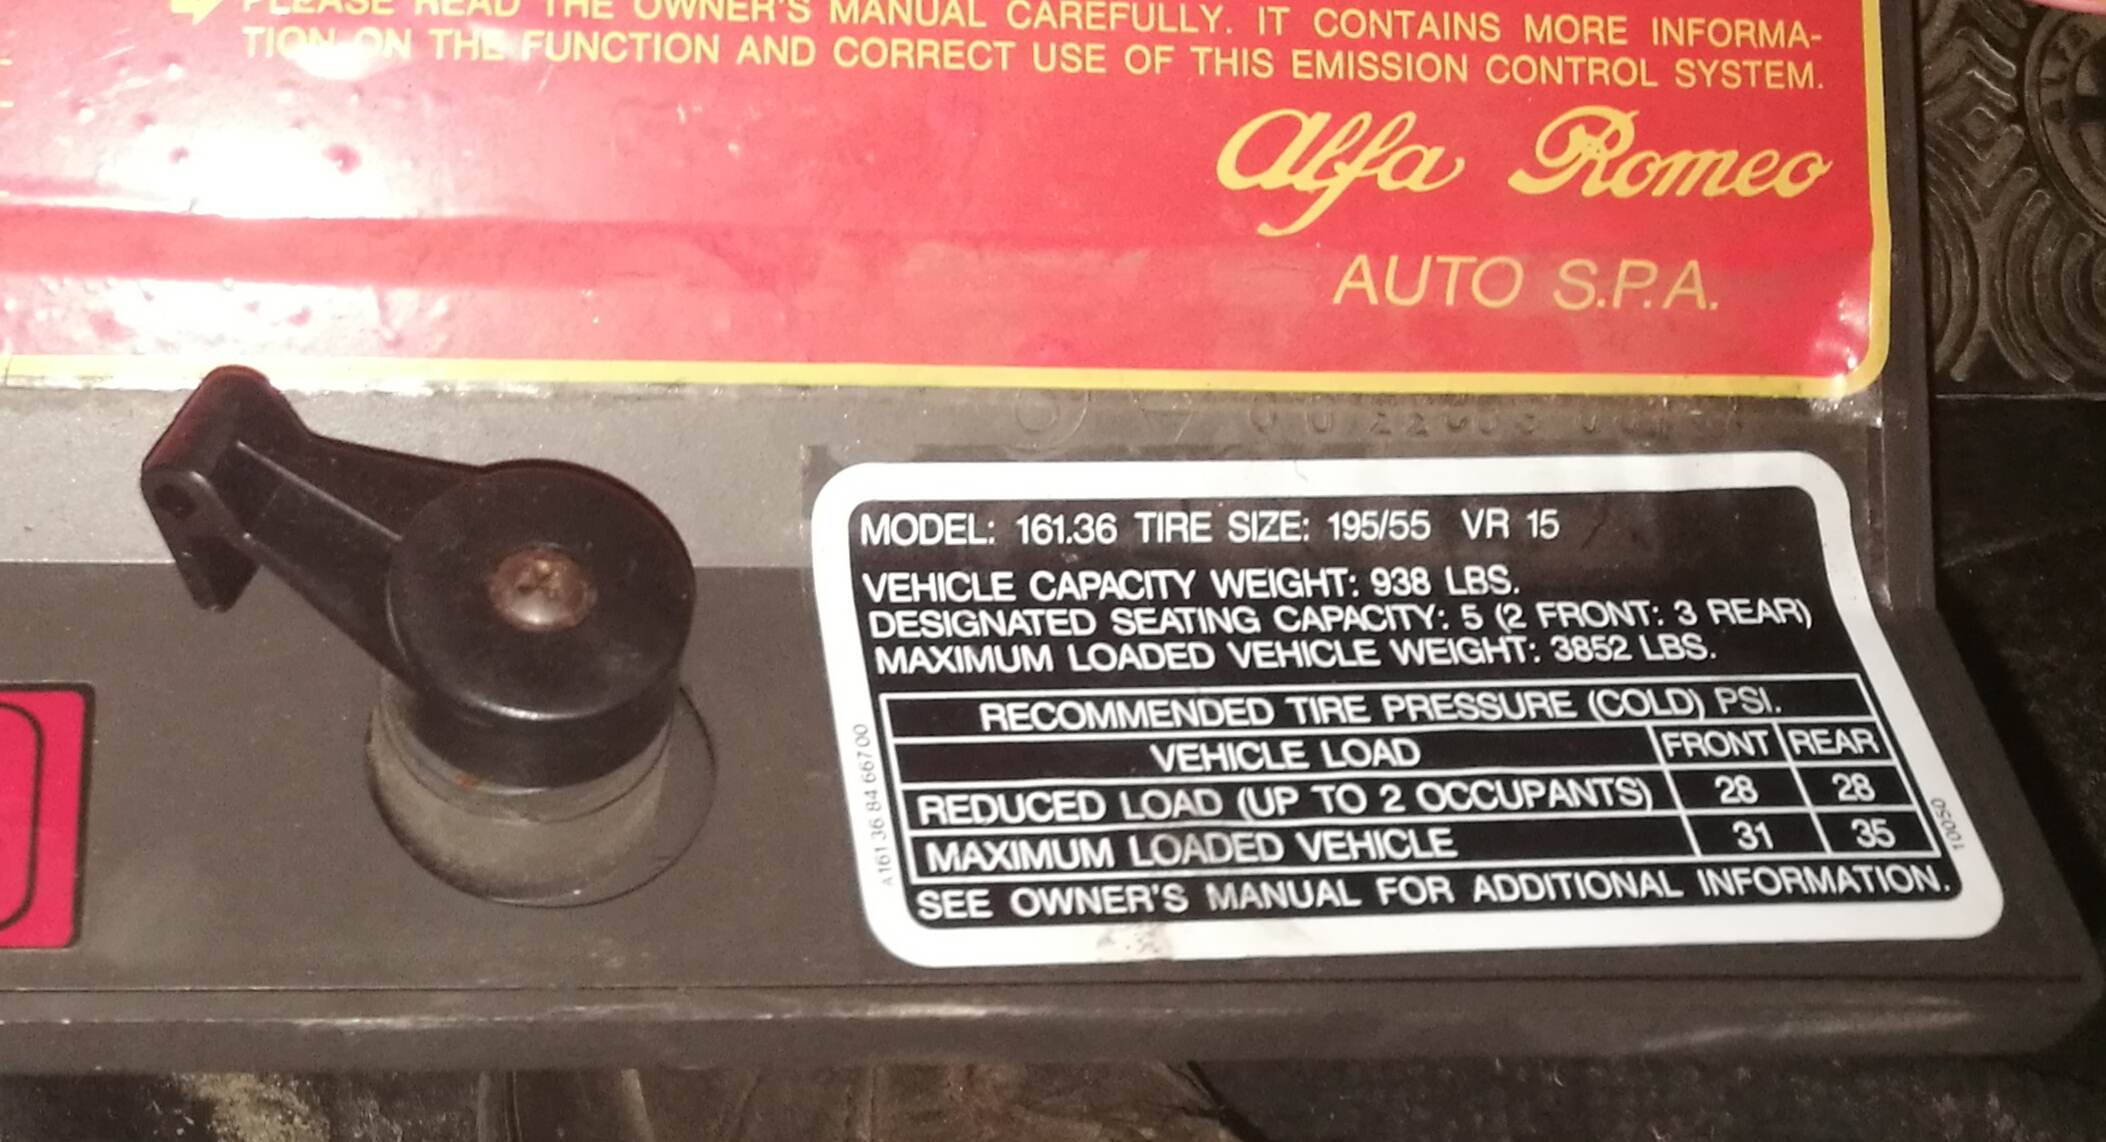 PLEASE READ THE OWNER'S MANUAL CAREFULLY. IT CONTAINS MORE INFORMA-
TION ON THE FUNCTION AND CORRECT USE OF THIS EMISSION CONTROL SYSTEM.
Alfa Romeo
AUTO S.P.A.
MODEL: 161.36 TIRE SIZE: 195/55 VR 15
VEHICLE CAPACITY WEIGHT: 938 LBS.
DESIGNATED SEATING CAPACITY: 5 (2 FRONT: 3 REAR)
MAXIMUM LOADED VEHICLE WEIGHT: 3852 LBS.
RECOMMENDED TIRE PRESSURE (COLD) PSI.
VEHICLE LOAD FRONT REAR
REDUCED LOAD (UP TO 2 OCCUPANTS) 28 28
MAXIMUM LOADED VEHICLE 31 35
SEE OWNER'S MANUAL FOR ADDITIONAL INFORMATION.
A161 36 84 667 00